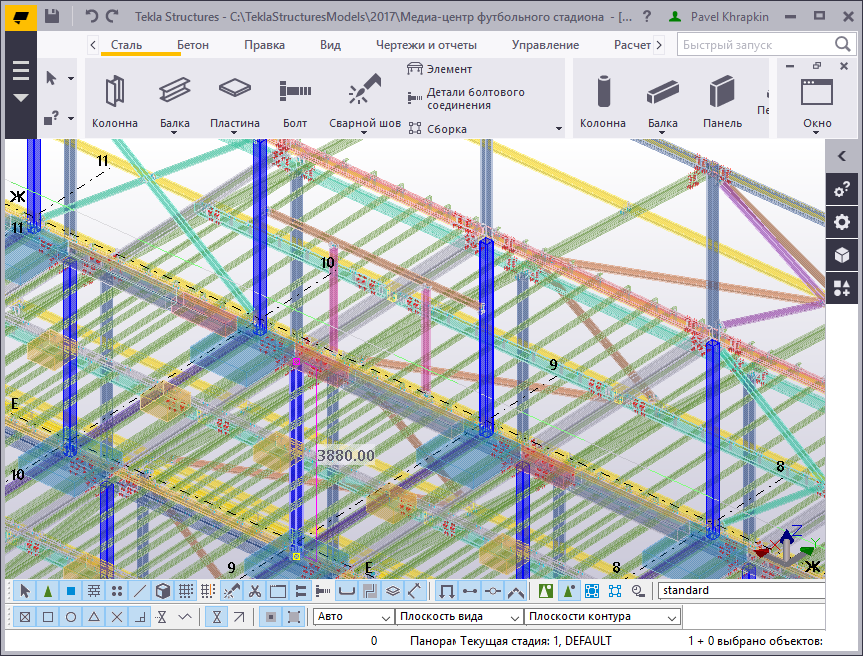 Tekla Structures - C:\TeklaStructuresModels\2017\Медиа-центр футбольного стадиона - [...
?
Pavel Khrapkin
Сталь
Бетон
Правка
Вид
Чертежи и отчеты
Управление
Расчет
Быстрый запуск
Колонна
Балка
Пластина
Болт
Сварной шов
Элемент
Детали болтового
соединения
Сборка
Колонна
Балка
Панель
Пе
Окно
11
Ж
11
10
9
E
3880.00
10
8
9
E
8
Z
Y
X
Ж
standard
Авто
Плоскость вида
Плоскости контура
0
Панорам
Текущая стадия: 1, DEFAULT
1 + 0 выбрано объектов: